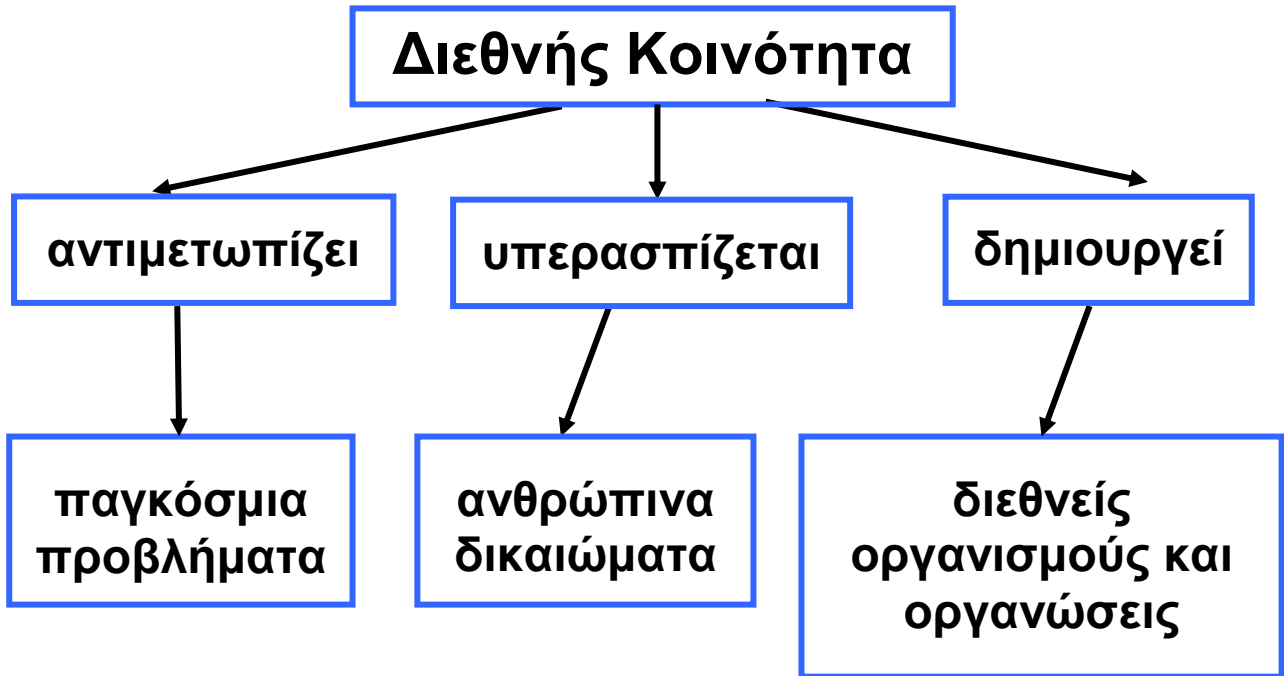 Διεθνής Κοινότητα
αντιμετωπίζει
υπερασπίζεται
δημιουργεί
παγκόσμια
προβλήματα
ανθρώπινα
δικαιώματα
διεθνείς
οργανισμούς και
οργανώσεις